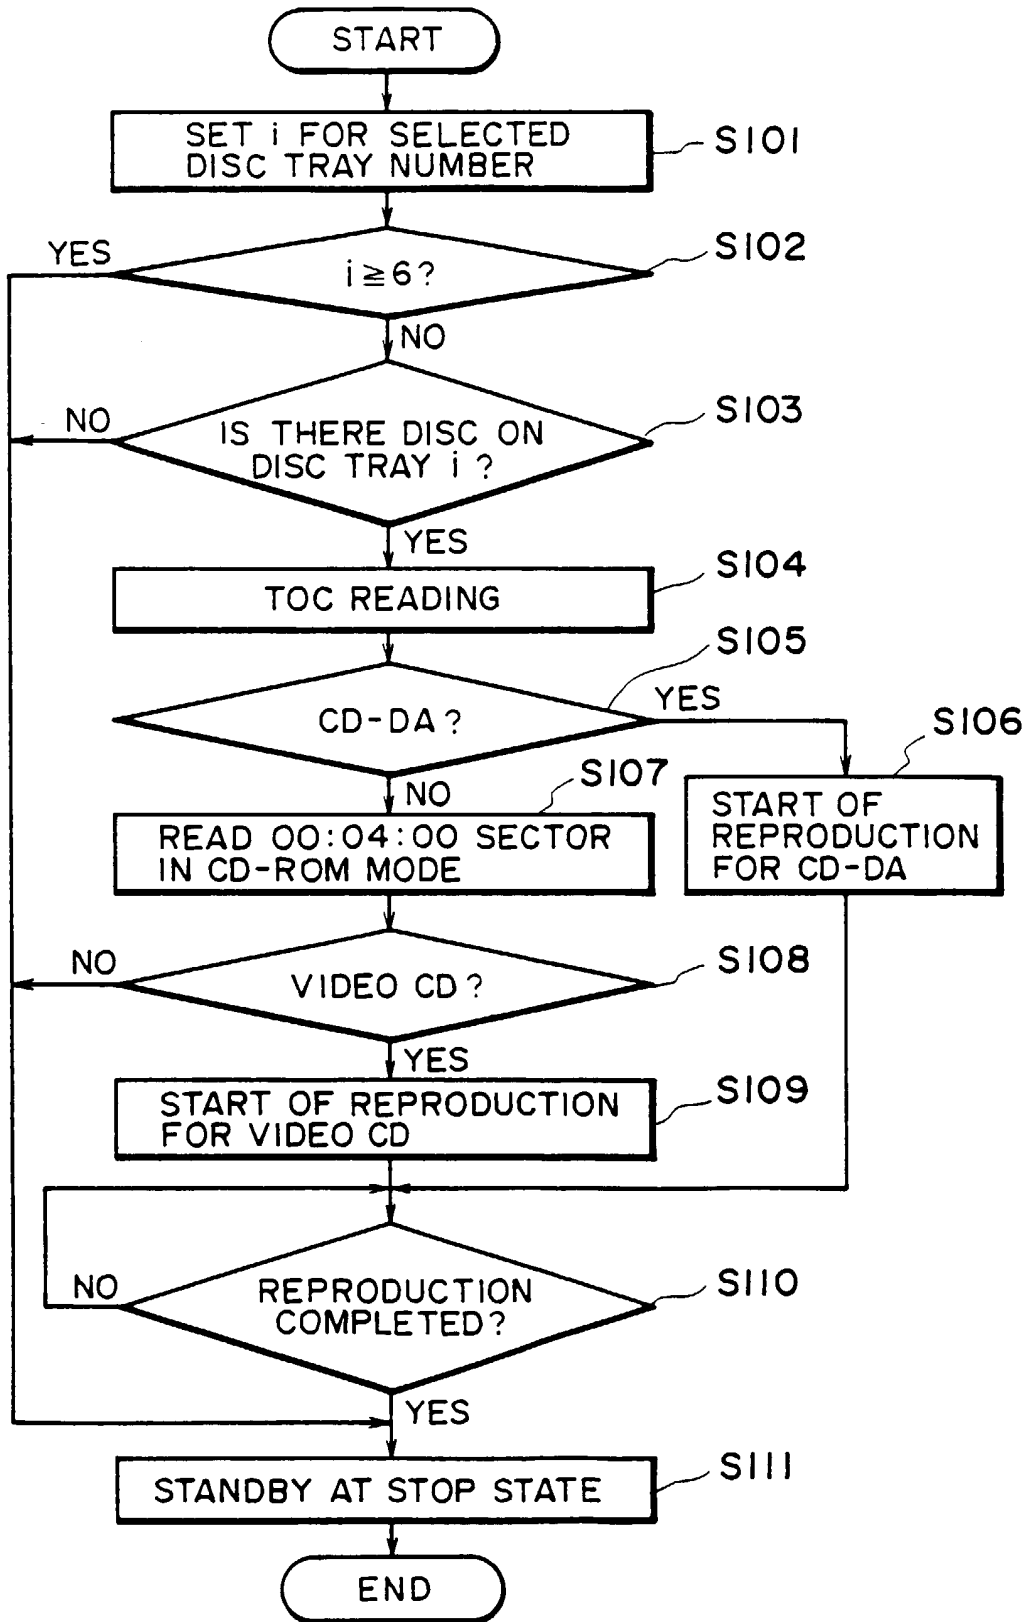 START
SET i FOR SELECTED
DISC TRAY NUMBER
S101
YES
i≧6?
S102
NO
NO
IS THERE DISC ON
DISC TRAY i?
S103
YES
TOC READING
S104
CD-DA?
S105
YES
S106
START OF
REPRODUCTION
FOR CD-DA
NO
S107
READ 00:04:00 SECTOR
IN CD-ROM MODE
NO
VIDEO CD?
S108
YES
START OF REPRODUCTION
FOR VIDEO CD
S109
NO
REPRODUCTION
COMPLETED?
S110
YES
STANDBY AT STOP STATE
S111
END